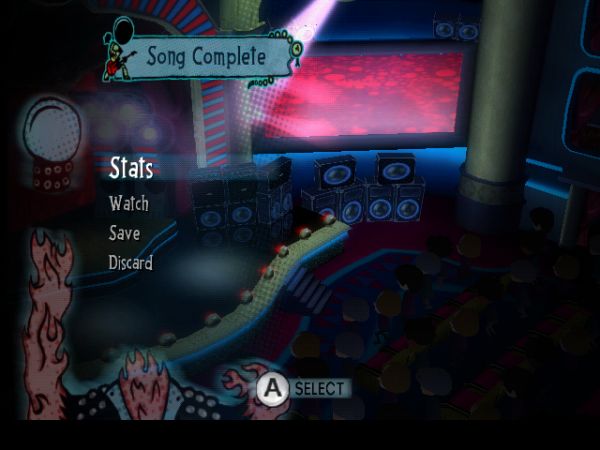 Song Complete
Stats
Watch
Save
Discard
A SELECT